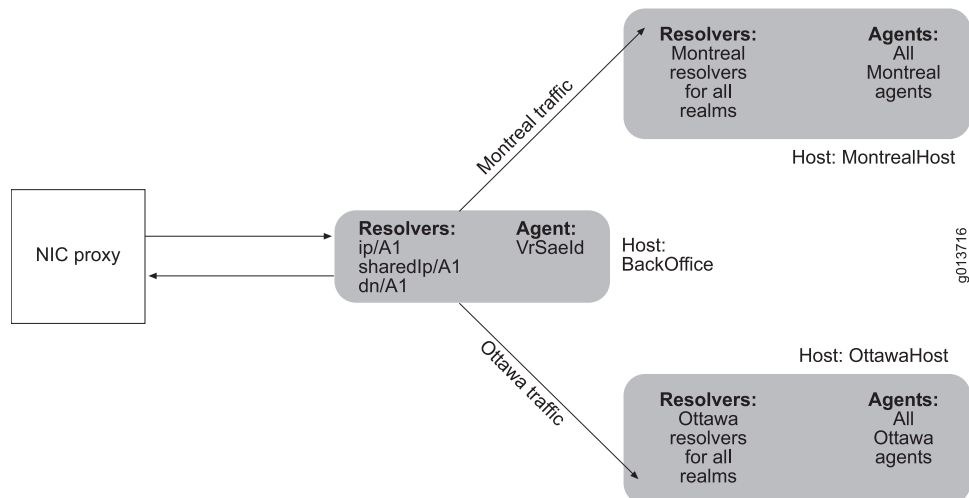 Resolvers:
Montreal
resolvers
for all
realms
Agents:
All
Montreal
agents
Host: MontrealHost
Montreal traffic
NIC proxy
Resolvers:
ip/A1
sharedIp/A1
dn/A1
Agent:
VrSaeId
Host:
BackOffice
g013716
Ottawa traffic
Host: OttawaHost
Resolvers:
Ottawa
resolvers
for all
realms
Agents:
All
Ottawa
agents